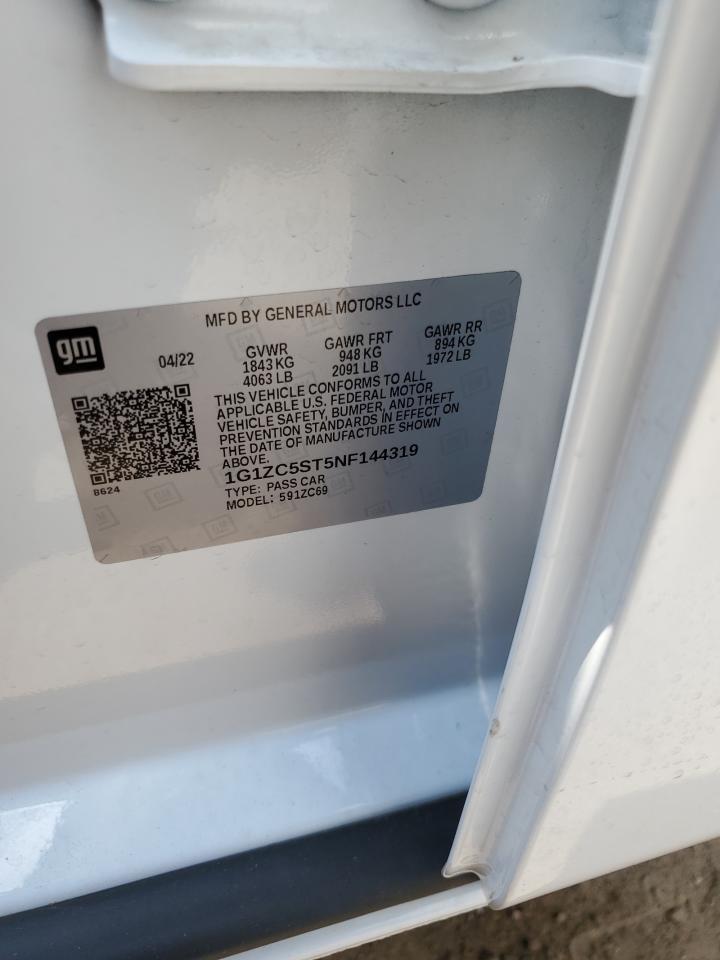 MFD BY GENERAL MOTORS LLC
gm
04/22 GVWR GAWR FRT GAWR RR
1843 KG 948 KG 894 KG
4063 LB 2091 LB 1972 LB
THIS VEHICLE CONFORMS TO ALL
APPLICABLE U.S. FEDERAL MOTOR
VEHICLE SAFETY, BUMPER, AND THEFT
PREVENTION STANDARDS IN EFFECT ON
THE DATE OF MANUFACTURE SHOWN
ABOVE.
1G1ZC5ST5NF144319
TYPE: PASS CAR
MODEL: 591ZC69
8624